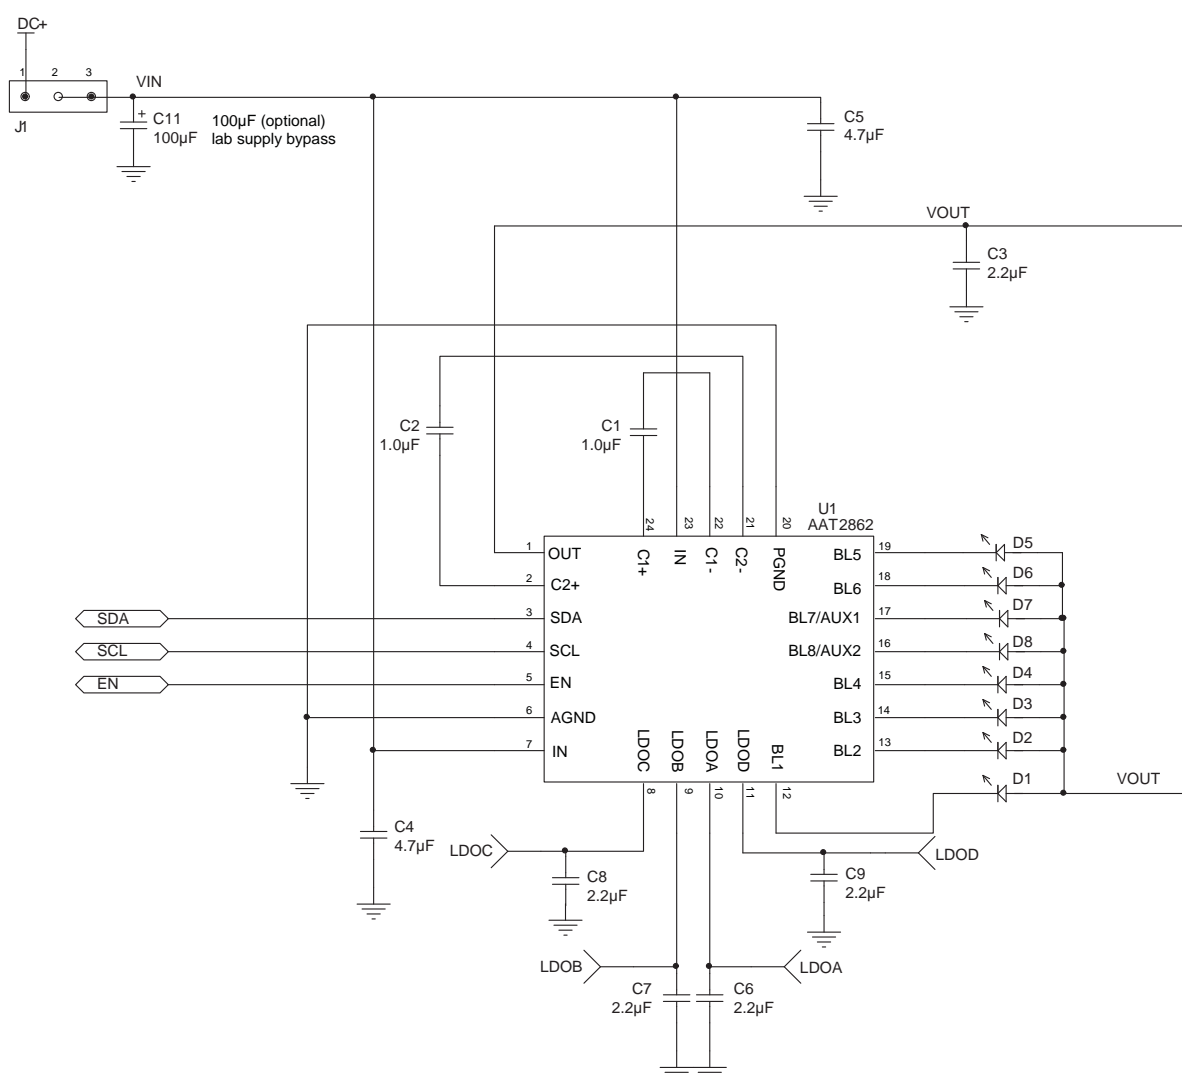 DC+
1 2 3
J1
VIN
C11
100µF
100µF (optional)
lab supply bypass
C5
4.7µF
VOUT
C3
2.2µF
C2
1.0µF
C1
1.0µF
U1
AAT2862
24 23 22 21 20
C1+ IN C1- C2- PGND
1 OUT
2 C2+
SDA 3 SDA
SCL 4 SCL
EN 5 EN
6 AGND
7 IN
BL5 19 D5
BL6 18 D6
BL7/AUX1 17 D7
BL8/AUX2 16 D8
BL4 15 D4
BL3 14 D3
BL2 13 D2
D1
VOUT
LDOC LDOB LDOA LDOD BL1
8 9 10 11 12
C4
4.7µF
LDOC
C8
2.2µF
LDOD
C9
2.2µF
LDOB
LDOA
C7
2.2µF
C6
2.2µF